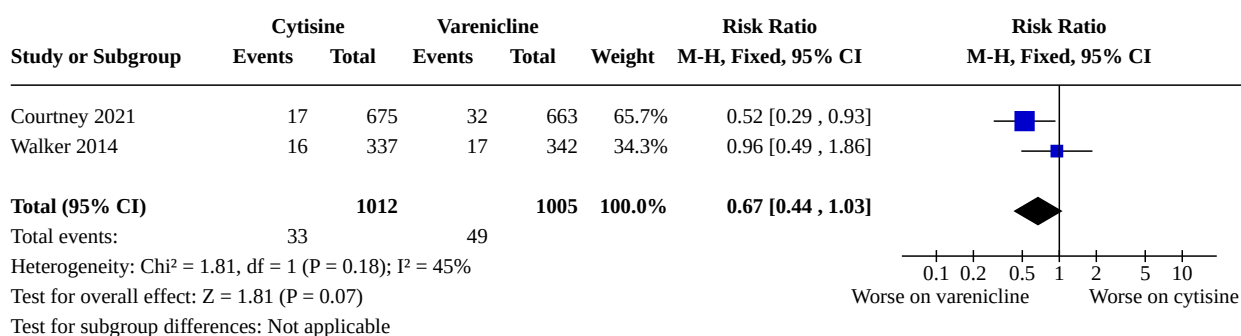 Cytisine Varenicline Risk Ratio Risk Ratio
Study or Subgroup Events Total Events Total Weight M-H, Fixed, 95% CI M-H, Fixed, 95% CI
Courtney 2021 17 675 32 663 65.7% 0.52 [0.29 , 0.93]
Walker 2014 16 337 17 342 34.3% 0.96 [0.49 , 1.86]
Total (95% CI) 1012 1005 100.0% 0.67 [0.44 , 1.03]
Total events: 33 49
Heterogeneity: Chi² = 1.81, df = 1 (P = 0.18); I² = 45%
0.1 0.2 0.5 1 2 5 10
Test for overall effect: Z = 1.81 (P = 0.07)
Worse on varenicline Worse on cytisine
Test for subgroup differences: Not applicable